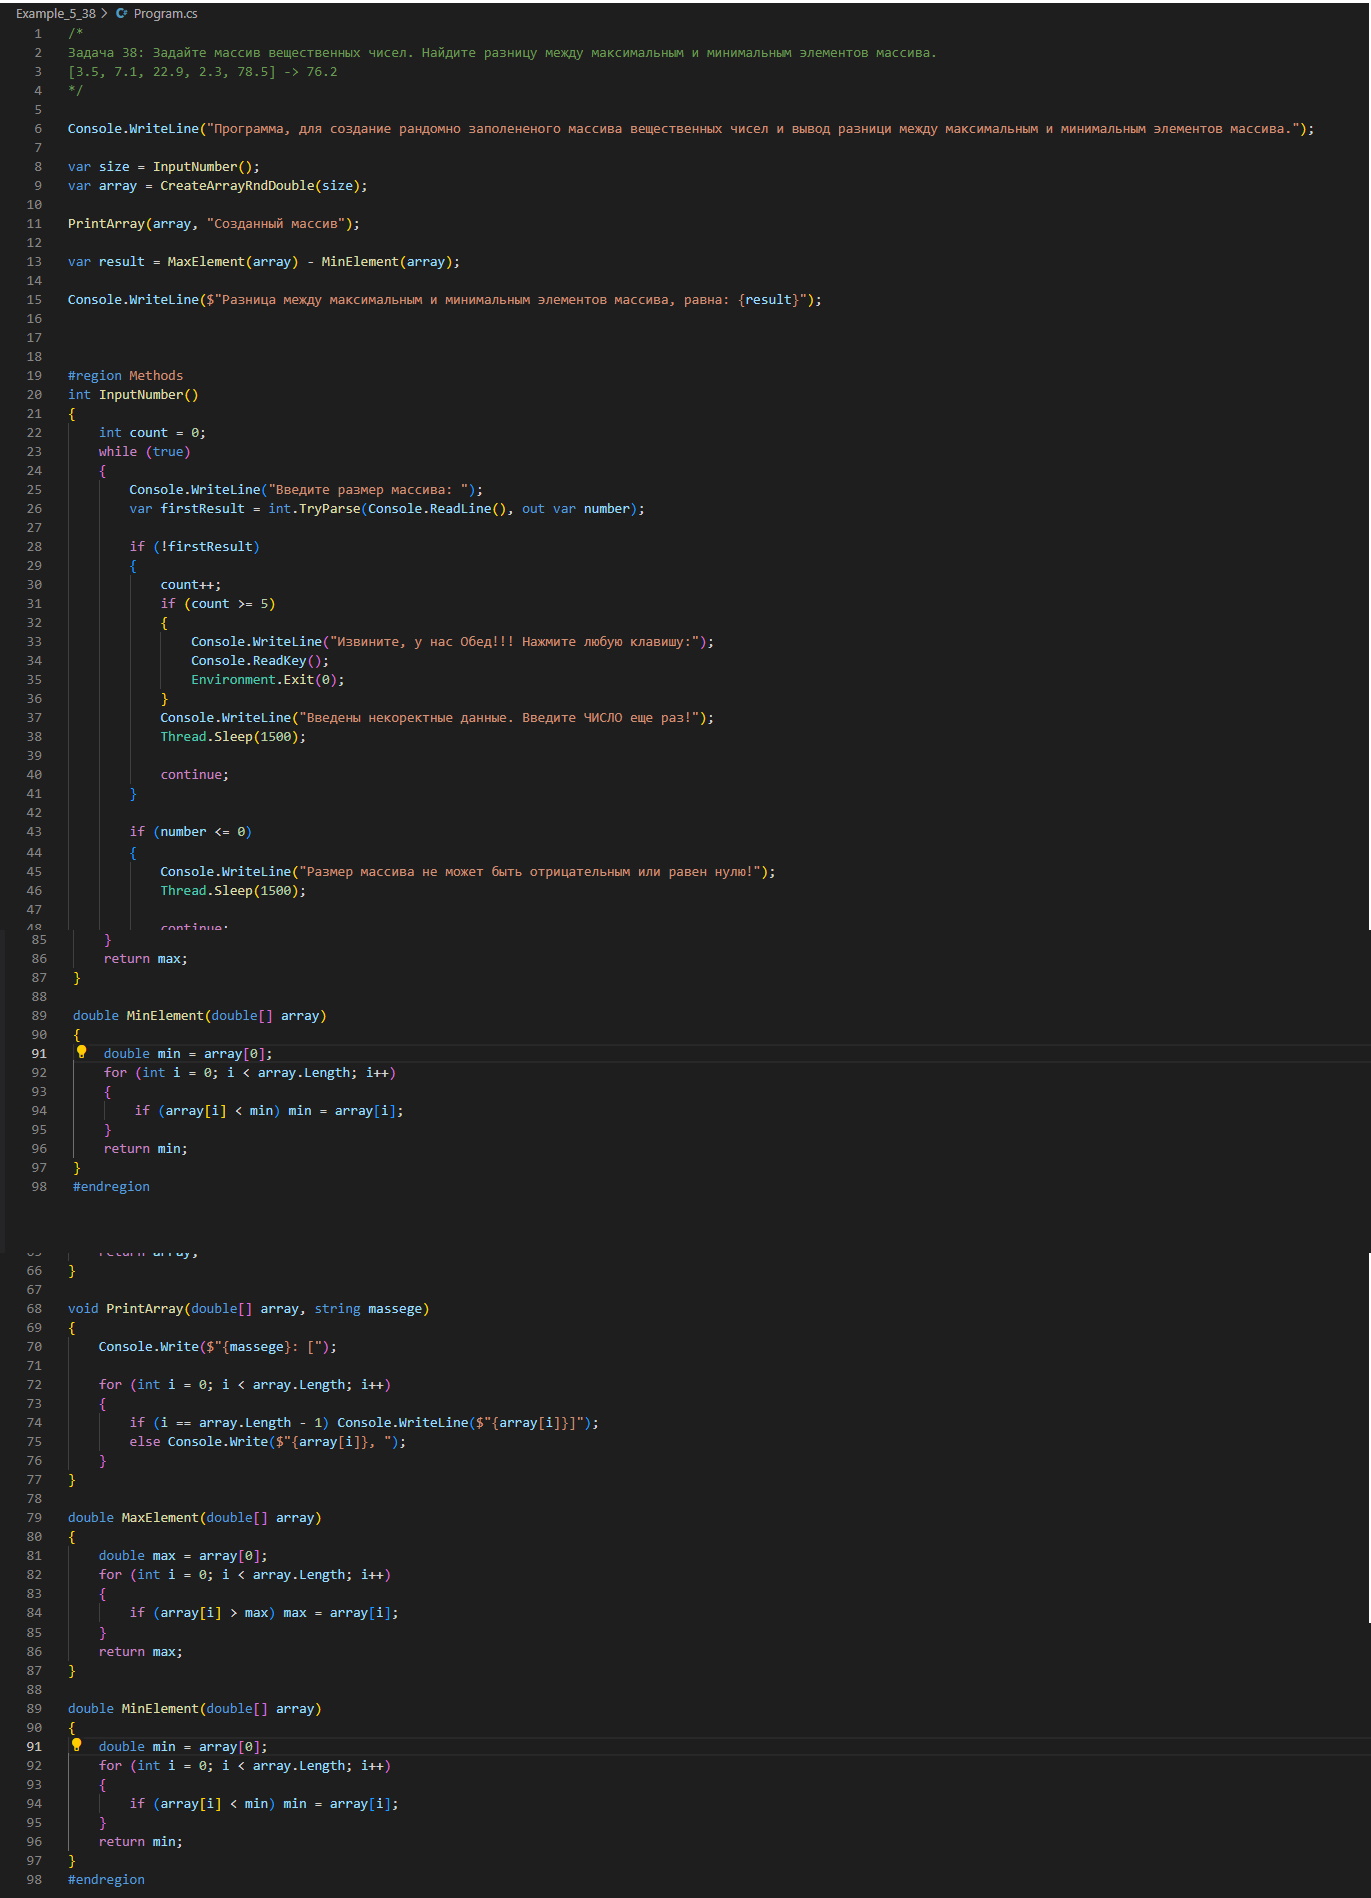 Example_5_38 > Program.cs
1 /*
2 Задача 38: Задайте массив вещественных чисел. Найдите разницу между максимальным и минимальным элементов массива.
3 [3.5, 7.1, 22.9, 2.3, 78.5] -> 76.2
4 */
5
6 Console.WriteLine("Программа, для создание рандомно заполененого массива вещественных чисел и вывод разници между максимальным и минимальным элементов массива.");
7
8 var size = InputNumber();
9 var array = CreateArrayRndDouble(size);
10
11 PrintArray(array, "Созданный массив");
12
13 var result = MaxElement(array) - MinElement(array);
14
15 Console.WriteLine($"Разница между максимальным и минимальным элементов массива, равна: {result}");
16
17
18
19 #region Methods
20 int InputNumber()
21 {
22 int count = 0;
23 while (true)
24 {
25 Console.WriteLine("Введите размер массива: ");
26 var firstResult = int.TryParse(Console.ReadLine(), out var number);
27
28 if (!firstResult)
29 {
30 count++;
31 if (count >= 5)
32 {
33 Console.WriteLine("Извините, у нас Обед!!! Нажмите любую клавишу:");
34 Console.ReadKey();
35 Environment.Exit(0);
36 }
37 Console.WriteLine("Введены некоректные данные. Введите ЧИСЛО еще раз!");
38 Thread.Sleep(1500);
39
40 continue;
41 }
42
43 if (number <= 0)
44 {
45 Console.WriteLine("Размер массива не может быть отрицательным или равен нулю!");
46 Thread.Sleep(1500);
47
48 continue;
85 }
86 return max;
87 }
88
89 double MinElement(double[] array)
90 {
91 double min = array[0];
92 for (int i = 0; i < array.Length; i++)
93 {
94 if (array[i] < min) min = array[i];
95 }
96 return min;
97 }
98 #endregion
65 return array;
66 }
67
68 void PrintArray(double[] array, string massege)
69 {
70 Console.Write($"{massege}: [");
71
72 for (int i = 0; i < array.Length; i++)
73 {
74 if (i == array.Length - 1) Console.WriteLine($"{array[i]}]");
75 else Console.Write($"{array[i]}, ");
76 }
77 }
78
79 double MaxElement(double[] array)
80 {
81 double max = array[0];
82 for (int i = 0; i < array.Length; i++)
83 {
84 if (array[i] > max) max = array[i];
85 }
86 return max;
87 }
88
89 double MinElement(double[] array)
90 {
91 double min = array[0];
92 for (int i = 0; i < array.Length; i++)
93 {
94 if (array[i] < min) min = array[i];
95 }
96 return min;
97 }
98 #endregion